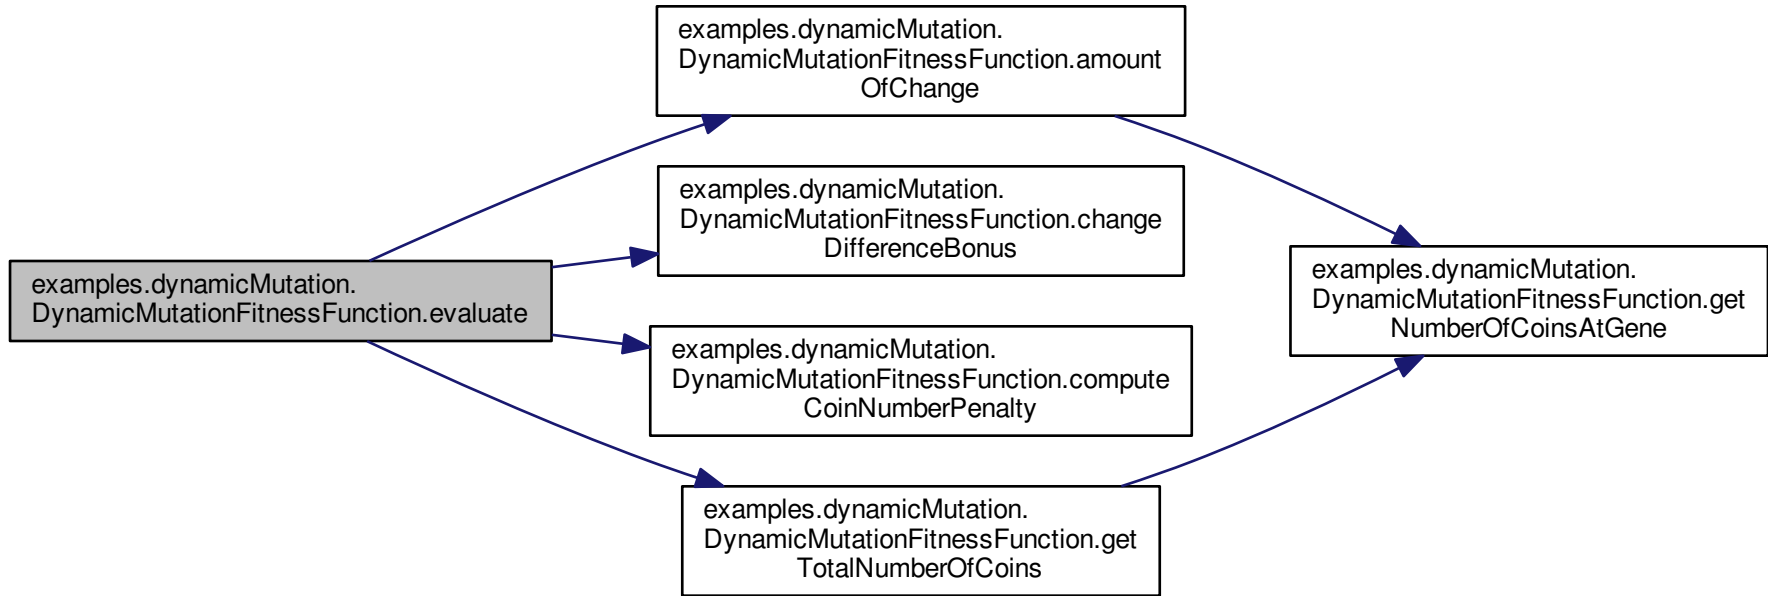 examples.dynamicMutation.
DynamicMutationFitnessFunction.evaluate
examples.dynamicMutation.
DynamicMutationFitnessFunction.amount
OfChange
examples.dynamicMutation.
DynamicMutationFitnessFunction.change
DifferenceBonus
examples.dynamicMutation.
DynamicMutationFitnessFunction.compute
CoinNumberPenalty
examples.dynamicMutation.
DynamicMutationFitnessFunction.get
TotalNumberOfCoins
examples.dynamicMutation.
DynamicMutationFitnessFunction.get
NumberOfCoinsAtGene